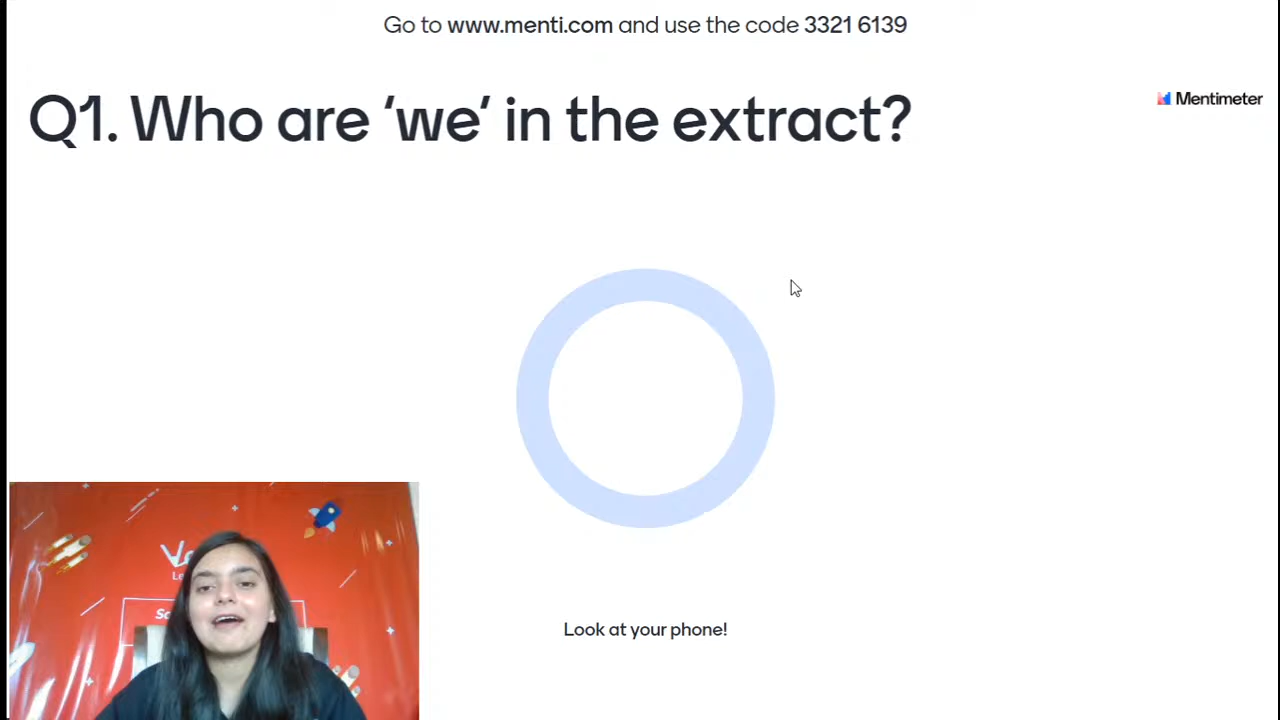 Go to www.menti.com and use the code 3321 6139
Q1. Who are ‘we’ in the extract?
Mentimeter
Look at your phone!